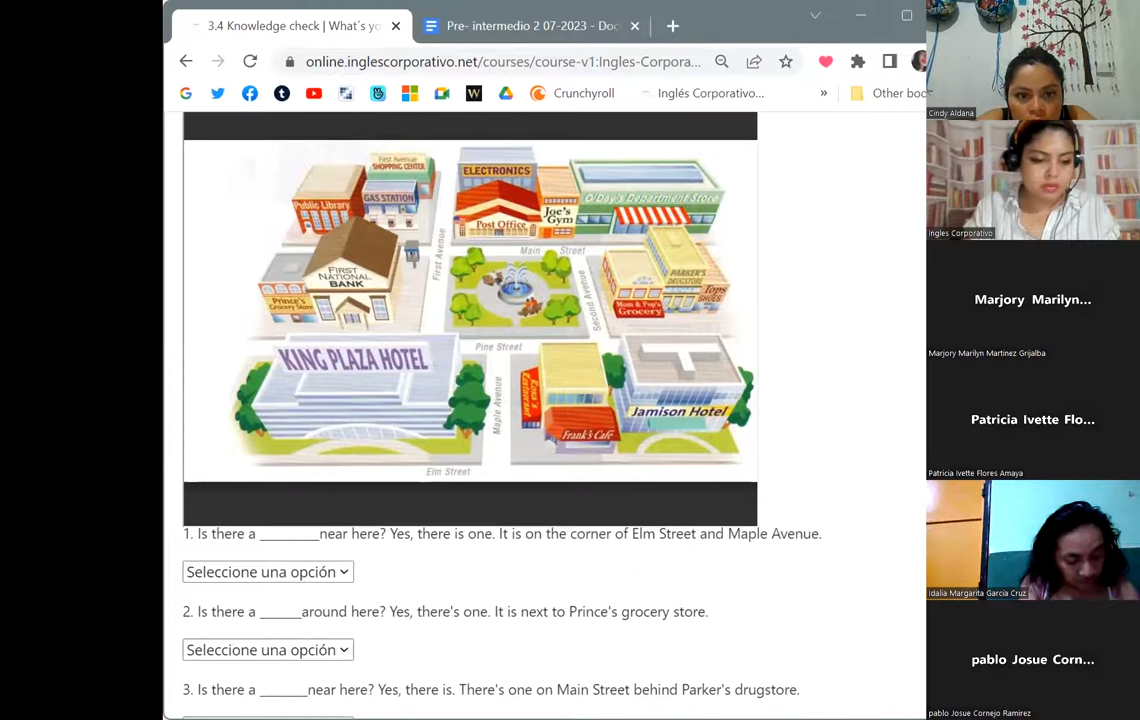 3.4 Knowledge check | What's yo
Pre- intermedio 2 07-2023 - Doc
online.inglescorporativo.net/courses/course-v1:Ingles-Corpora...
Crunchyroll
Inglés Corporativo...
»
Other boo
First Avenue
SHOPPING CENTER
ELECTRONICS
Public Library
GAS STATION
O'Day's Department Store
Joe's
Gym
Post Office
Main Street
First Avenue
FIRST
NATIONAL
BANK
Prince's
Grocery Store
Second Avenue
PARKER'S
DRUGSTORE
Tops
SHOES
Mom & Pop's
Grocery
Pine Street
KING PLAZA HOTEL
Maple Avenue
Rosa's
Restaurant
Frank's Café
Jamison Hotel
Elm Street
1. Is there a _________near here? Yes, there is one. It is on the corner of Elm Street and Maple Avenue.
Seleccione una opción
2. Is there a ______around here? Yes, there's one. It is next to Prince's grocery store.
Seleccione una opción
3. Is there a _______near here? Yes, there is. There's one on Main Street behind Parker's drugstore.
Cindy Aldana
Ingles Corporativo
Marjory Marilyn...
Marjory Marilyn Martinez Grijalba
Patricia Ivette Flo...
Patricia Ivette Flores Amaya
Idalia Margarita García Cruz
pablo Josue Corn...
pablo Josue Cornejo Ramirez